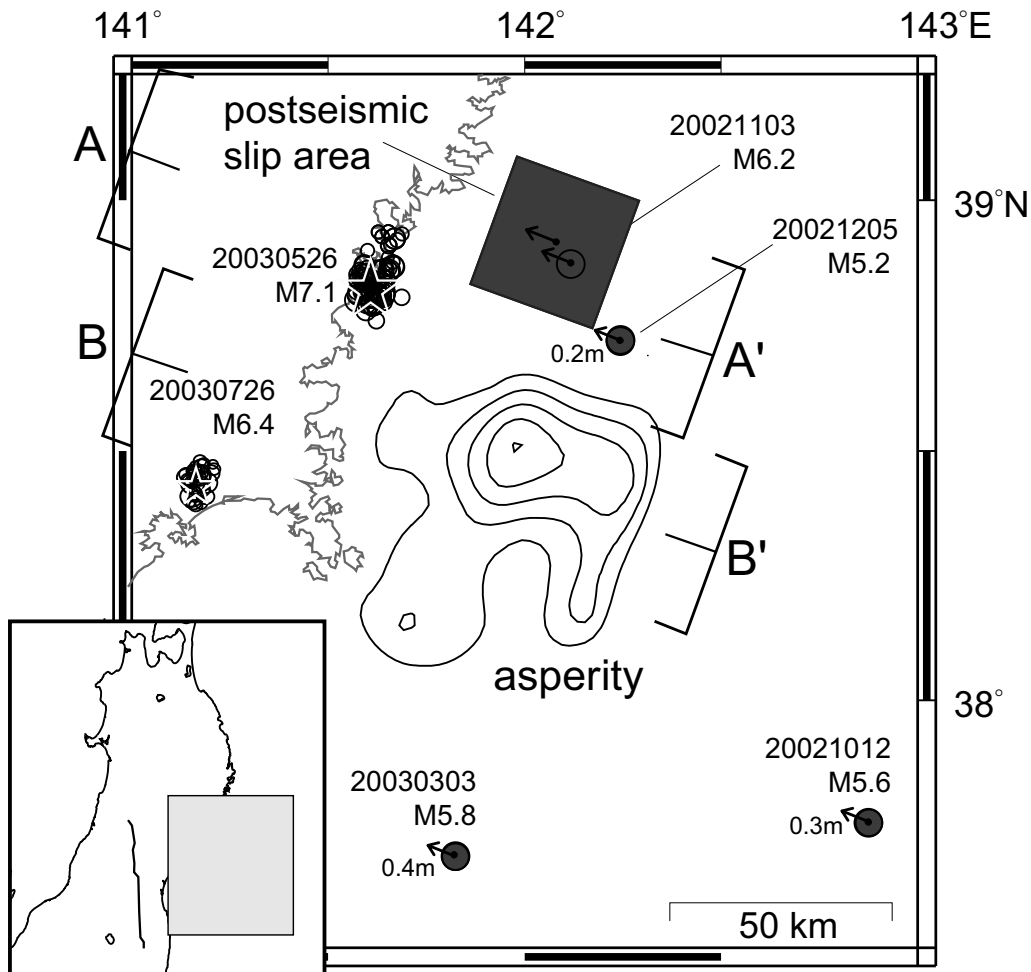 141°
142°
143°E
postseismic
slip area
A
20021103
M6.2
39°N
20021205
M5.2
20030526
M7.1
B
0.2m
A'
20030726
M6.4
B'
asperity
38°
20021012
M5.6
20030303
M5.8
0.3m
0.4m
50 km